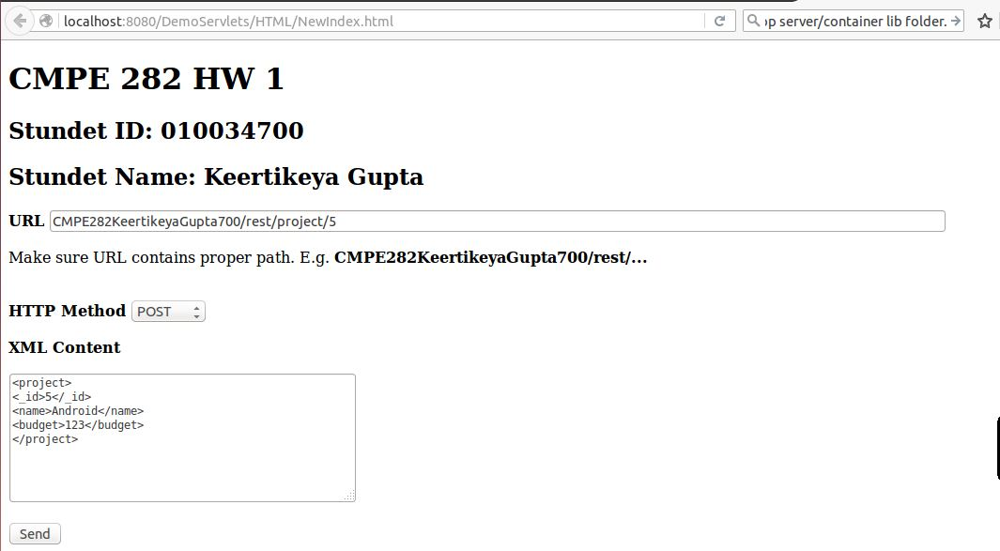 localhost:8080/DemoServlets/HTML/NewIndex.html
server/container lib folder.
CMPE 282 HW 1
Stundet ID: 010034700
Stundet Name: Keertikeya Gupta
URL CMPE282KeertikeyaGupta700/rest/project/5
Make sure URL contains proper path. E.g. CMPE282KeertikeyaGupta700/rest/...
HTTP Method POST
XML Content
<project>
<_id>5</_id>
<name>Android</name>
<budget>123</budget>
</project>
Send